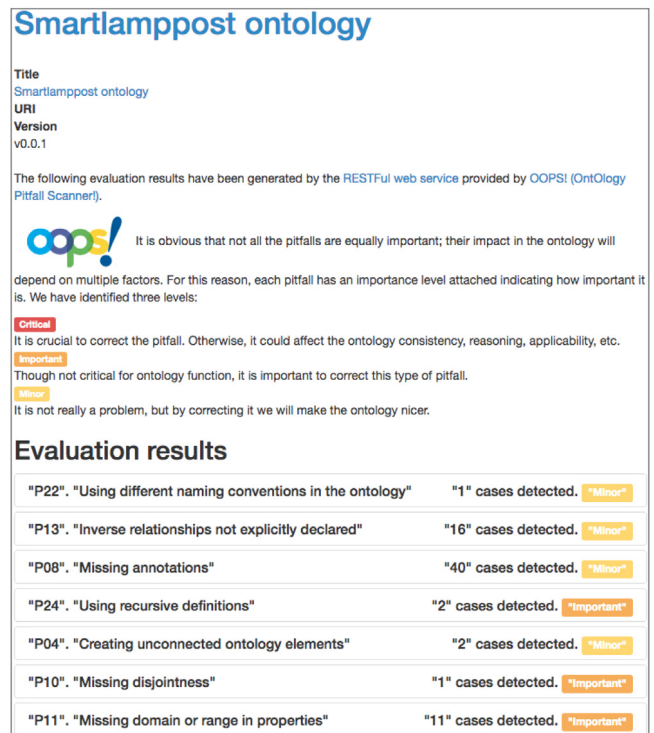 Smartlamppost ontology
Title
Smartlamppost ontology
URI
Version
v0.0.1
The following evaluation results have been generated by the RESTFul web service provided by OOPS! (OntOlogy
Pitfall Scanner!).
oops!
It is obvious that not all the pitfalls are equally important; their impact in the ontology will
depend on multiple factors. For this reason, each pitfall has an importance level attached indicating how important it
is. We have identified three levels:
Critical
It is crucial to correct the pitfall. Otherwise, it could affect the ontology consistency, reasoning, applicability, etc.
Important
Though not critical for ontology function, it is important to correct this type of pitfall.
Minor
It is not really a problem, but by correcting it we will make the ontology nicer.
Evaluation results
"P22". "Using different naming conventions in the ontology" "1" cases detected. "Minor"
"P13". "Inverse relationships not explicitly declared" "16" cases detected. "Minor"
"P08". "Missing annotations" "40" cases detected. "Minor"
"P24". "Using recursive definitions" "2" cases detected. "Important"
"P04". "Creating unconnected ontology elements" "2" cases detected. "Minor"
"P10". "Missing disjointness" "1" cases detected. "Important"
"P11". "Missing domain or range in properties" "11" cases detected. "Important"